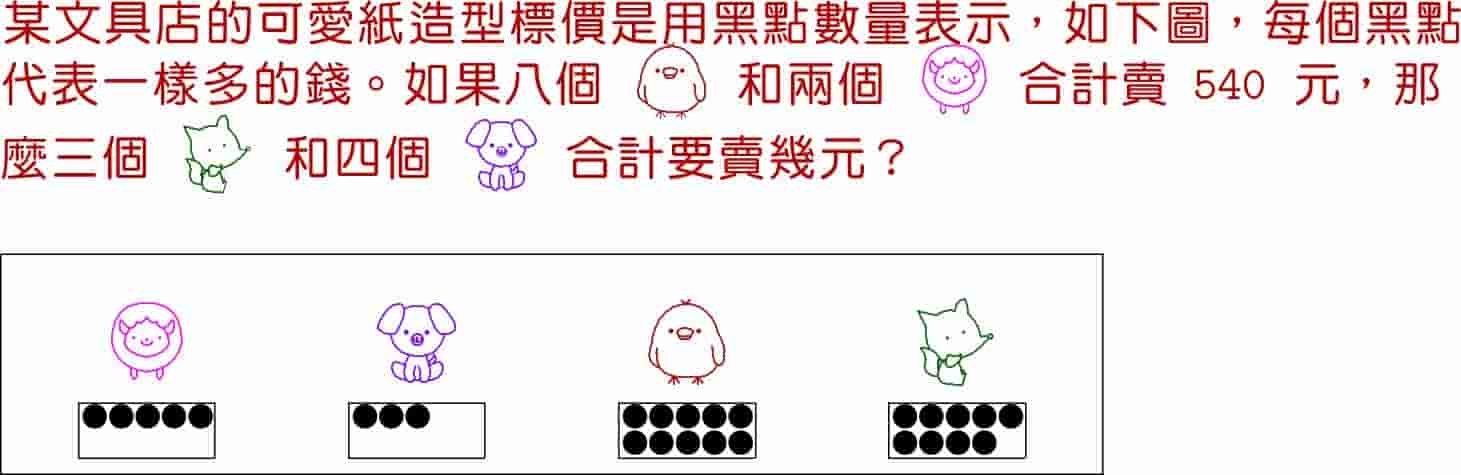 某文具店的可愛紙造型標價是用黑點數量表示，如下圖，每個黑點
代表一樣多的錢。如果八個 和兩個 合計賣 540 元，那
麼三個 和四個 合計要賣幾元？